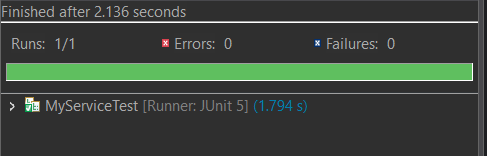 Finished after 2.136 seconds
Runs: 1/1 Errors: 0 Failures: 0
MyServiceTest [Runner: JUnit 5] (1.794 s)